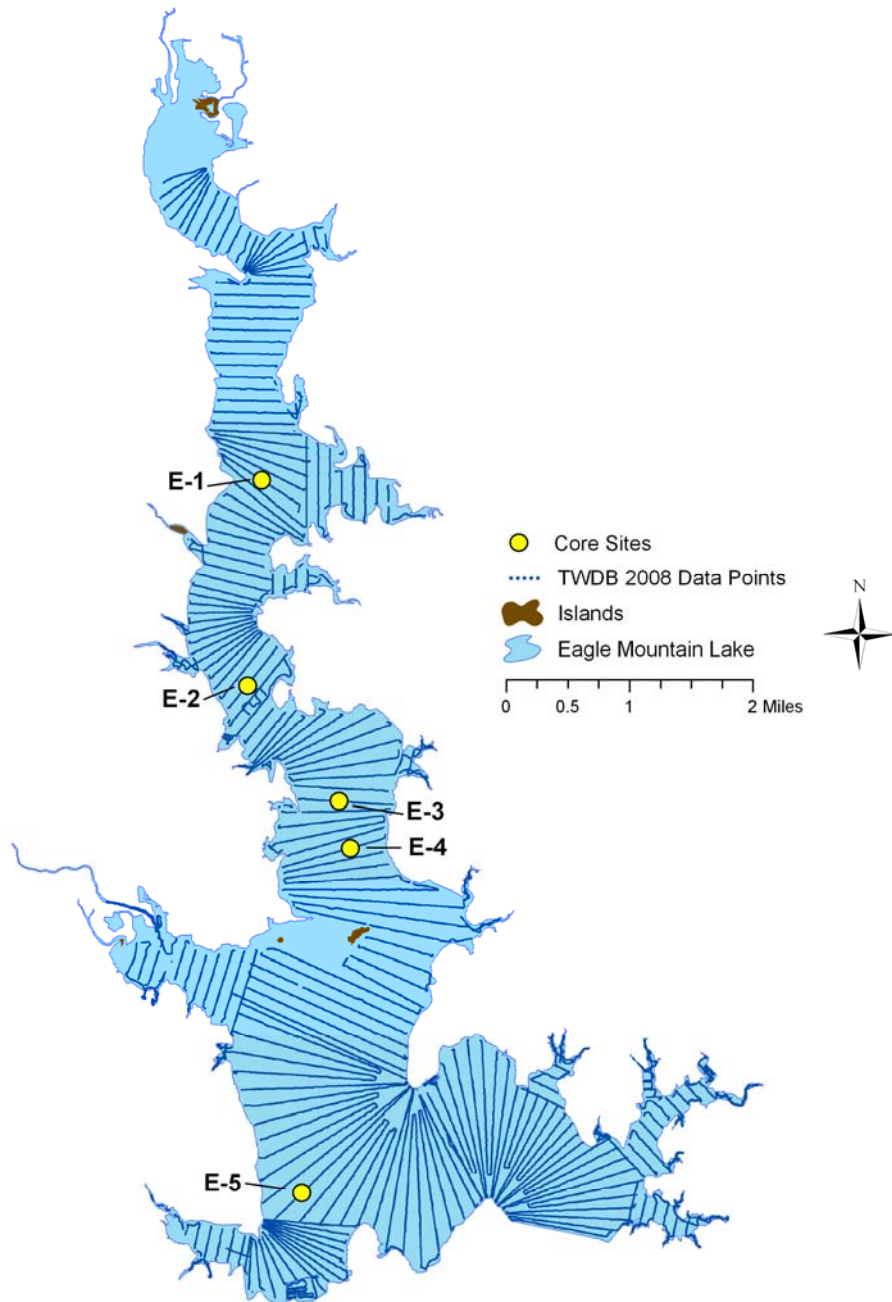 E-1
Core Sites
TWDB 2008 Data Points
Islands
Eagle Mountain Lake
N
0 0.5 1 2 Miles
E-2
E-3
E-4
E-5